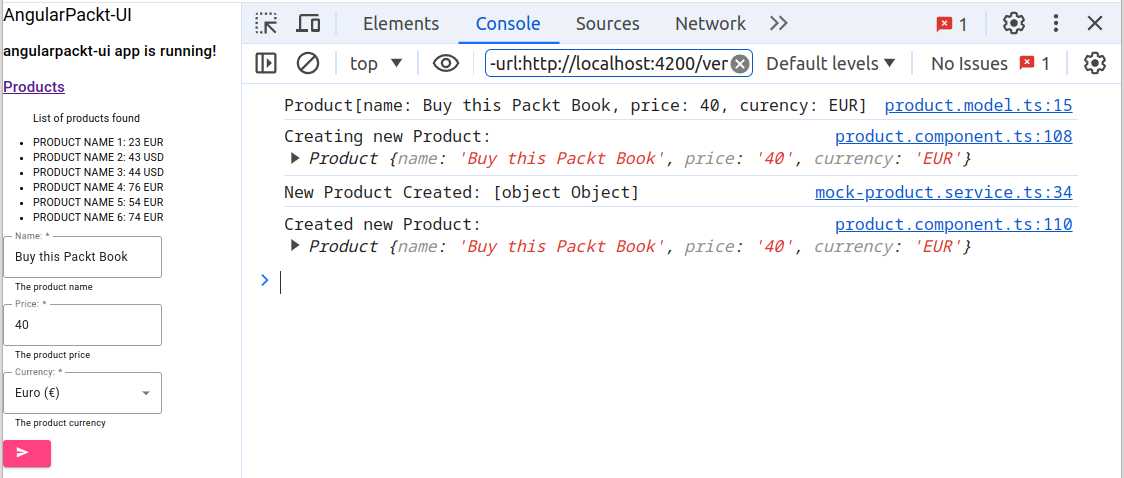 AngularPackt-UI
angularpackt-ui app is running!
Products
List of products found
PRODUCT NAME 1: 23 EUR
PRODUCT NAME 2: 43 USD
PRODUCT NAME 3: 44 USD
PRODUCT NAME 4: 76 EUR
PRODUCT NAME 5: 54 EUR
PRODUCT NAME 6: 74 EUR
Name: *
Buy this Packt Book
The product name
Price: *
40
The product price
Currency: *
Euro (€)
The product currency
Elements Console Sources Network 1
top -url:http://localhost:4200/ver Default levels No Issues 1
Product[name: Buy this Packt Book, price: 40, curency: EUR] product.model.ts:15
Creating new Product: product.component.ts:108
Product {name: 'Buy this Packt Book', price: '40', currency: 'EUR'}
New Product Created: [object Object] mock-product.service.ts:34
Created new Product: product.component.ts:110
Product {name: 'Buy this Packt Book', price: '40', currency: 'EUR'}